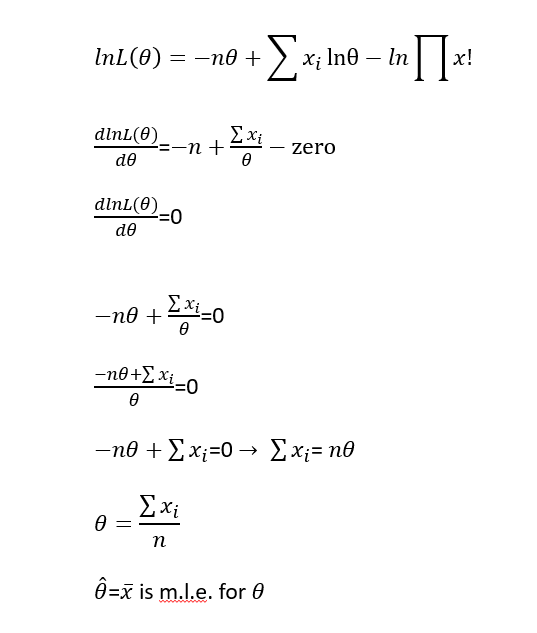 lnL(θ) = −nθ + ∑ xᵢ lnθ − ln ∏ x!
dlnL(θ)/dθ=−n + ∑ xᵢ/θ − zero
dlnL(θ)/dθ=0
−nθ + ∑ xᵢ/θ=0
−nθ+∑ xᵢ/θ=0
−nθ + ∑ xᵢ=0 → ∑ xᵢ= nθ
θ = ∑ xᵢ/n
θ̂=x̄ is m.l.e. for θ